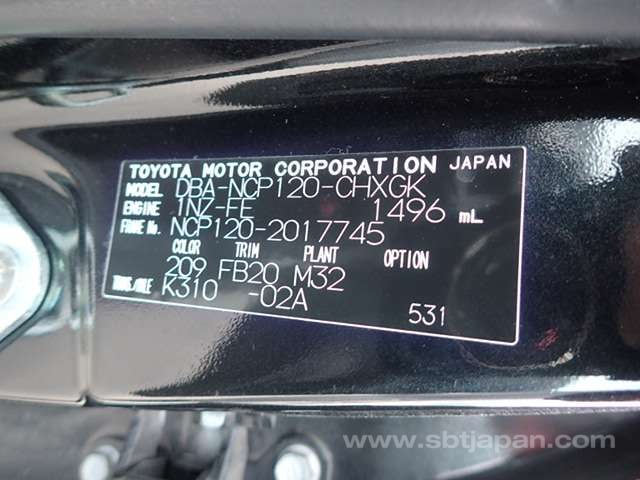 TOYOTA MOTOR CORPORATION JAPAN
MODEL DBA-NCP120-CHXGK
ENGINE 1NZ-FE 1496 mL
FRAME No. NCP120-2017745
COLOR TRIM PLANT OPTION
209 FB20 M32
TRANS./AXLE K310 -02A
531
www.sbtjapan.com